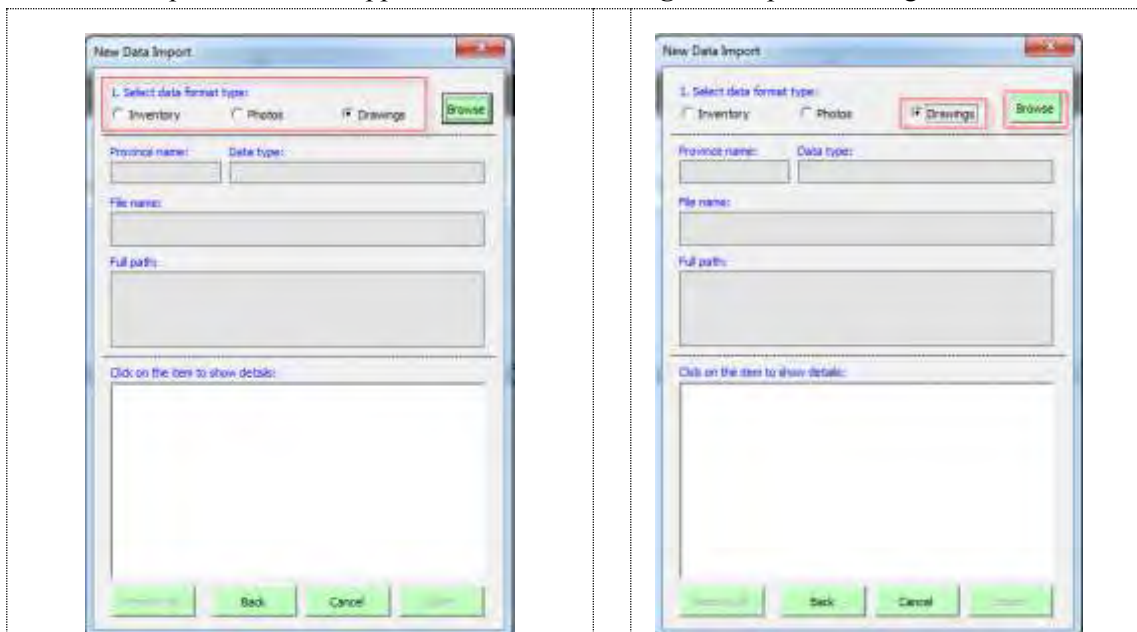 New Data Import
1. Select data format type:
Inventory Photos Drawings Browse
Province name: Data type:
File name:
Full path:
Click on the item to show details:
Back Cancel
New Data Import
1. Select data format type:
Inventory Photos Drawings Browse
Province name: Data type:
File name:
Full path:
Click on the item to show details:
Back Cancel